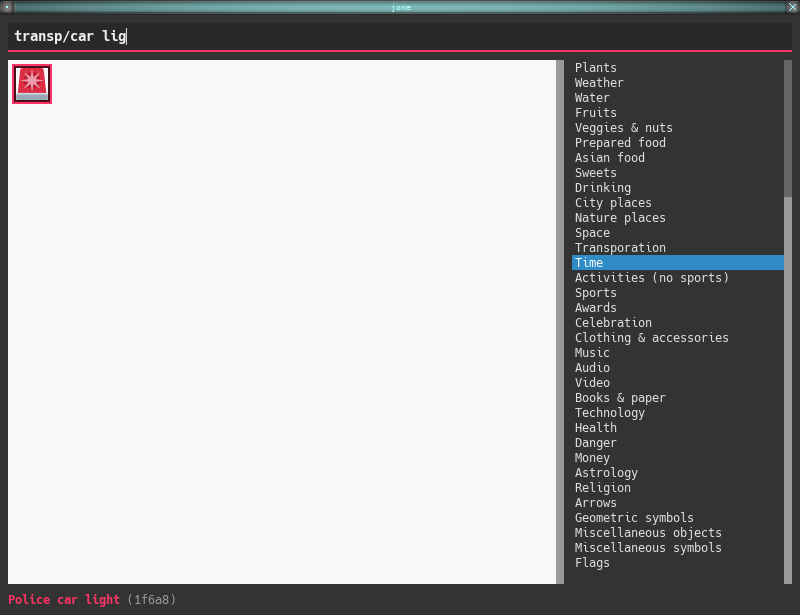 jome
transp/car lig
Plants
Weather
Water
Fruits
Veggies & nuts
Prepared food
Asian food
Sweets
Drinking
City places
Nature places
Space
Transporation
Time
Activities (no sports)
Sports
Awards
Celebration
Clothing & accessories
Music
Audio
Video
Books & paper
Technology
Health
Danger
Money
Astrology
Religion
Arrows
Geometric symbols
Miscellaneous objects
Miscellaneous symbols
Flags
Police car light (1f6a8)